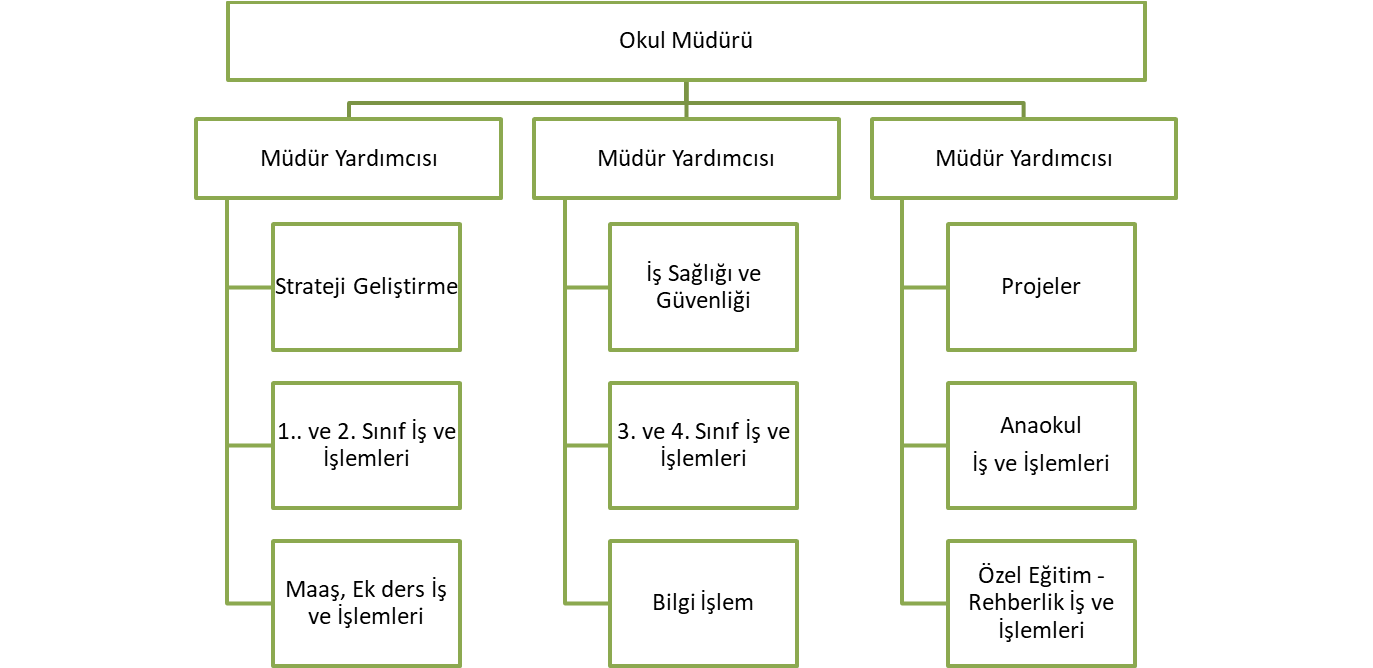 Okul Müdürü
Müdür Yardımcısı
Müdür Yardımcısı
Müdür Yardımcısı
Strateji Geliştirme
İş Sağlığı ve
Güvenliği
Projeler
1.. ve 2. Sınıf İş ve
İşlemleri
3. ve 4. Sınıf İş ve
İşlemleri
Anaokul
İş ve İşlemleri
Maaş, Ek ders İş
ve İşlemleri
Bilgi İşlem
Özel Eğitim -
Rehberlik İş ve
İşlemleri